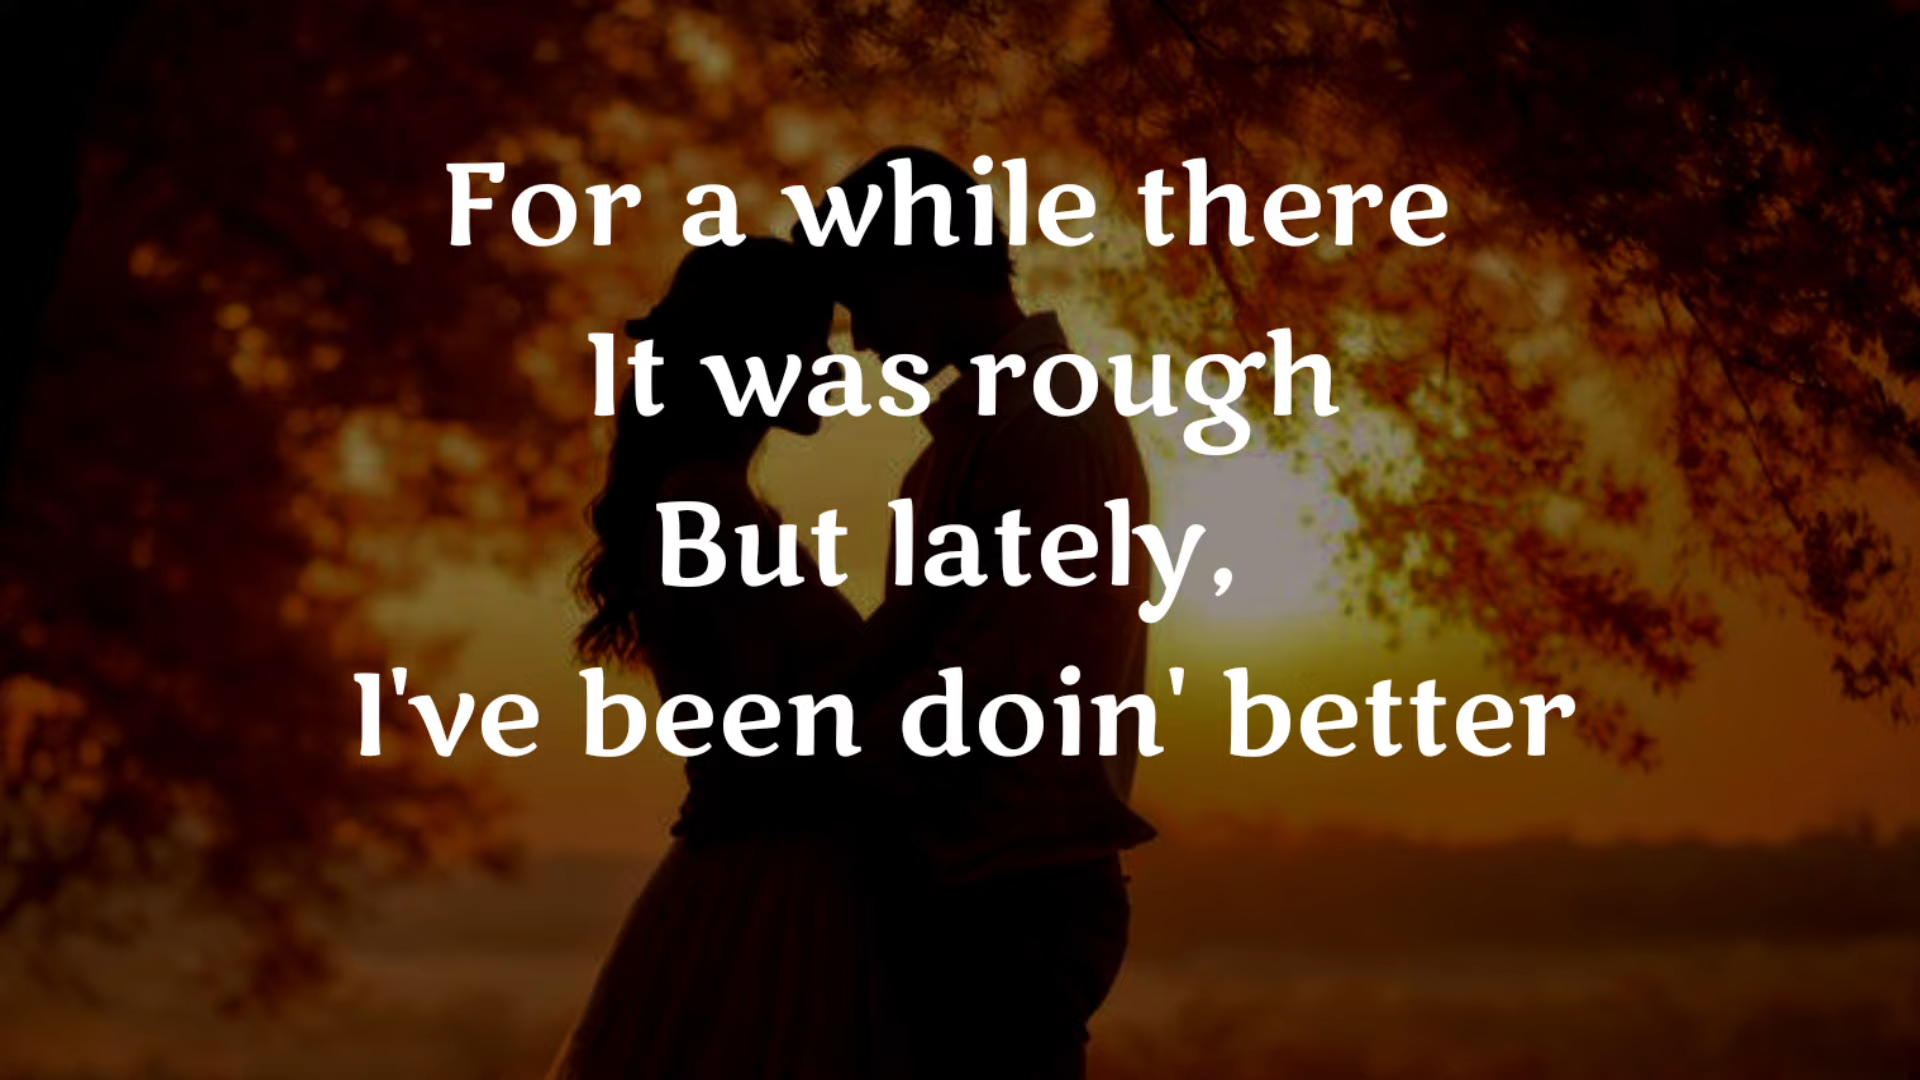 For a while there
It was rough
But lately,
I've been doin' better